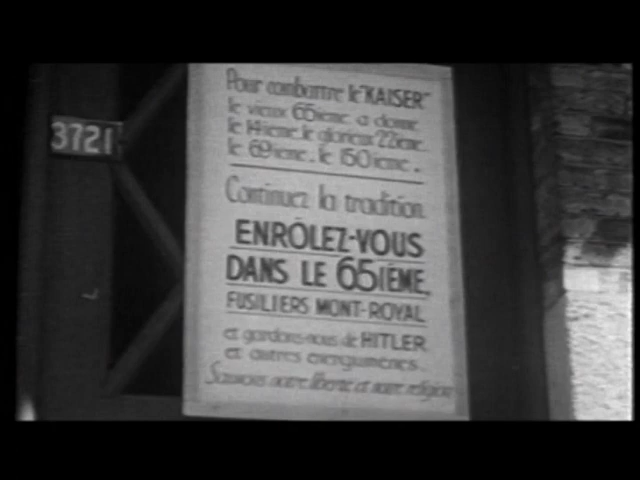 3721
Pour combattre le "KAISER"
le vieux 65ième a donné
le 14ième le glorieux 22ième
le 69ième. le 150ième.
Continuez la tradition
ENRÔLEZ-VOUS
DANS LE 65IÈME,
FUSILIERS MONT-ROYAL
et gardons-nous de HITLER
et autres énergumènes.
Sauvons notre liberté et notre religion